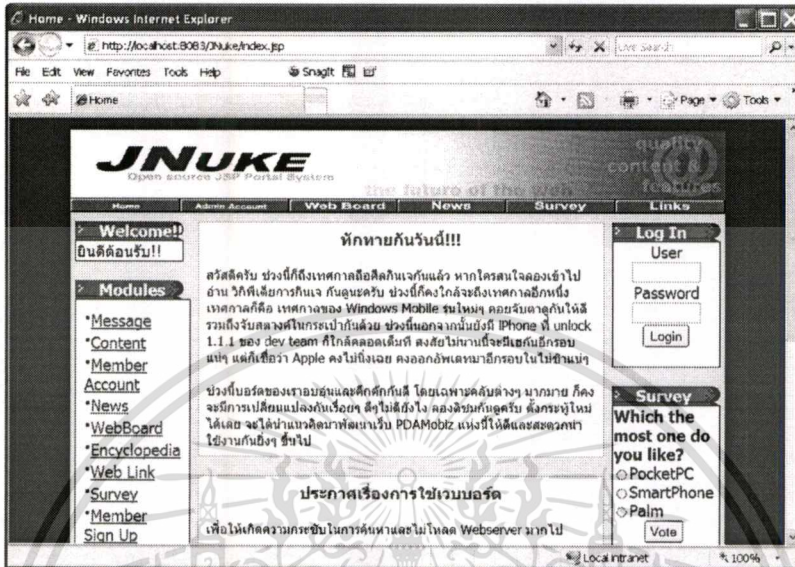 Home - Windows Internet Explorer
http://localhost:8083/JNuke/index.jsp
Live Search
File Edit View Favorites Tools Help
SnagIt
Home
Page Tools
JNUKE
Open source JSP Portal System
the future of the web
quality
content &
features
Home Admin Account Web Board News Survey Links
Welcome!!
ยินดีต้อนรับ!!
Modules
Message
Content
Member
Account
News
WebBoard
Encyclopedia
Web Link
Survey
Member
Sign Up
ทักทายกันวันนี้!!!
สวัสดีครับ ช่วงนี้ก็ถึงเทศกาลถือศีลกินเจกันแล้ว หากใครสนใจลองเข้าไป
อ่าน วิกิพีเดียการกินเจ กันดูนะครับ ช่วงนี้ก็คงใกล้จะถึงเทศกาลอีกหนึ่ง
เทศกาลก็คือ เทศกาลของ Windows Mobile รุ่นใหม่ๆ คอยจับตาดูกันให้ดี
รวมถึงจับสตางค์ในกระเป๋ากันด้วย ช่วงนี้นอกจากนั้นยังมี IPhone ที่ unlock
1.1.1 ของ dev team ก็ใกล้คลอดเต็มที สงสัยไม่นานนี้จะมีเฮกันอีกรอบ
แน่ๆ แต่ก็เชื่อว่า Apple คงไม่นิ่งเฉย คงออกอัพเดทมาอีกรอบในไม่ช้าแน่ๆ
ช่วงนี้บอร์ดของเราอบอุ่นและคึกคักกันดี โดยเฉพาะคลับต่างๆ มากมาย ก็คง
จะมีการเปลี่ยนแปลงกันเรื่อยๆ ดีๆไม่ดียังไง ลองติชมกันดูครับ ตั้งกระทู้ใหม่
ได้เลย จะได้นำแนวคิดมาพัฒนาเว็บ PDAMobiz แห่งนี้ให้ดีและสะดวกน่า
ใช้งานกันยิ่งๆ ขึ้นไป
ประกาศเรื่องการใช้เวบบอร์ด
เพื่อให้เกิดความกระชับในการค้นหาและไม่โหลด Webserver มากไป
Log In
User
Password
Login
Survey
Which the
most one do
you like?
PocketPC
SmartPhone
Palm
Vote
Local intranet 100%